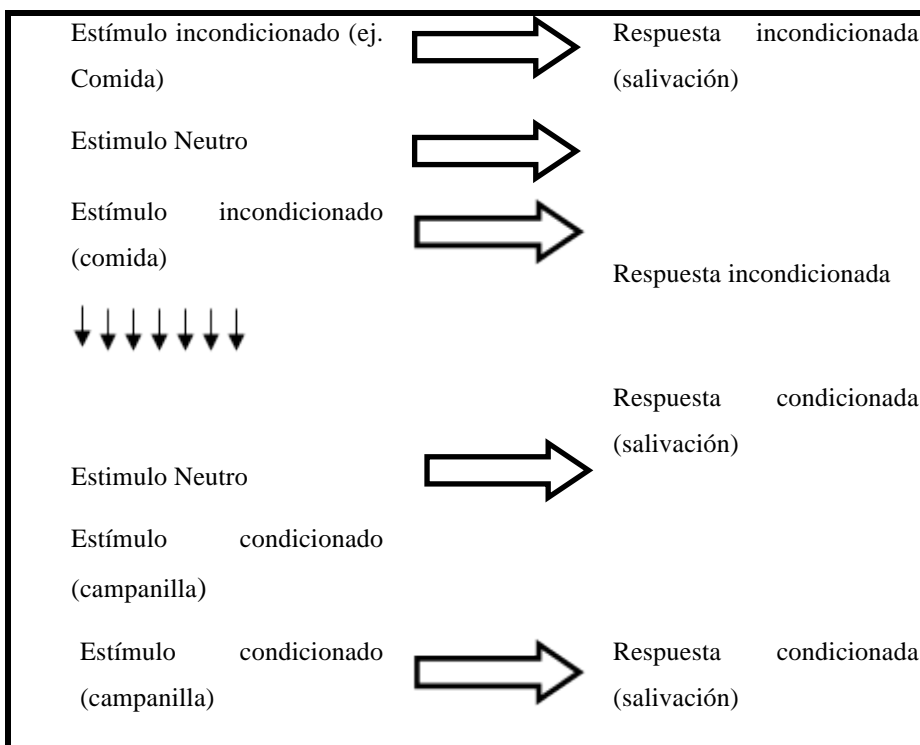 Estímulo incondicionado (ej.
Comida)
Respuesta incondicionada
(salivación)
Estimulo Neutro
Estímulo incondicionado
(comida)
Respuesta incondicionada
Respuesta condicionada
(salivación)
Estimulo Neutro
Estímulo condicionado
(campanilla)
Estímulo condicionado
(campanilla)
Respuesta condicionada
(salivación)